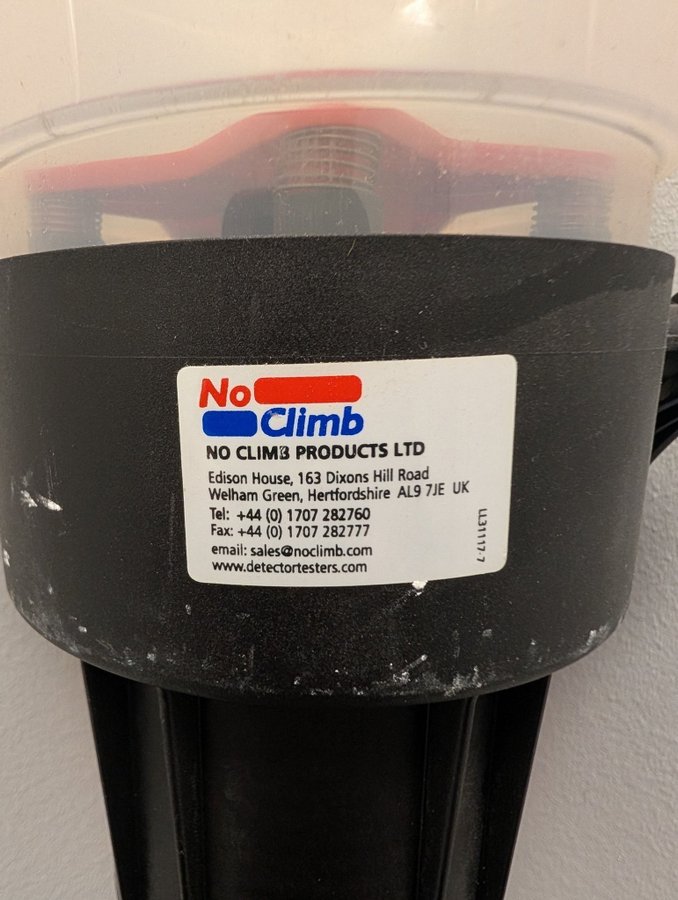 No
Climb
NO CLIMB PRODUCTS LTD
Edison House, 163 Dixons Hill Road
Welham Green, Hertfordshire AL9 7JE UK
Tel: +44 (0) 1707 282760
Fax: +44 (0) 1707 282777
email: sales@noclimb.com
www.detectortesters.com
LL31117-7